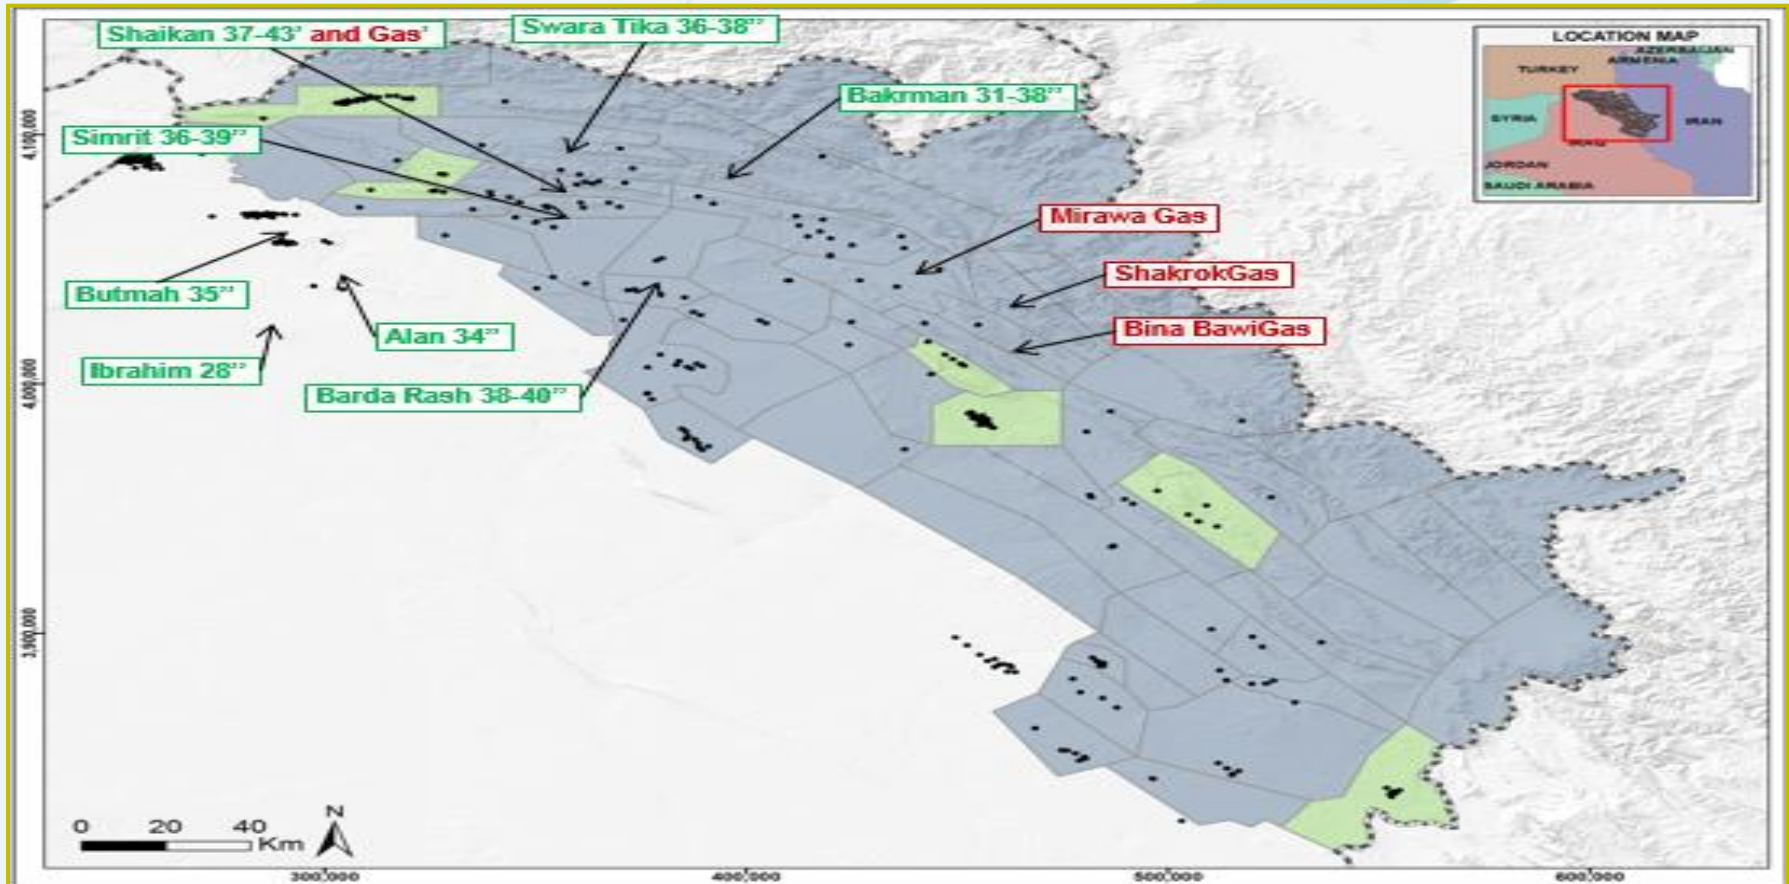 Shaikan 37-43' and Gas'
Swara Tika 36-38”
Bakrman 31-38”
Simrit 36-39”
Mirawa Gas
ShakrokGas
Bina BawiGas
Butmah 35”
Alan 34”
Ibrahim 28”
Barda Rash 38-40”
LOCATION MAP
AZERBAIJAN
ARMENIA
TURKEY
SYRIA
IRAN
IRAQ
JORDAN
SAUDI ARABIA
4,100,000
4,000,000
3,900,000
0 20 40
Km
N
300,000 400,000 500,000 600,000